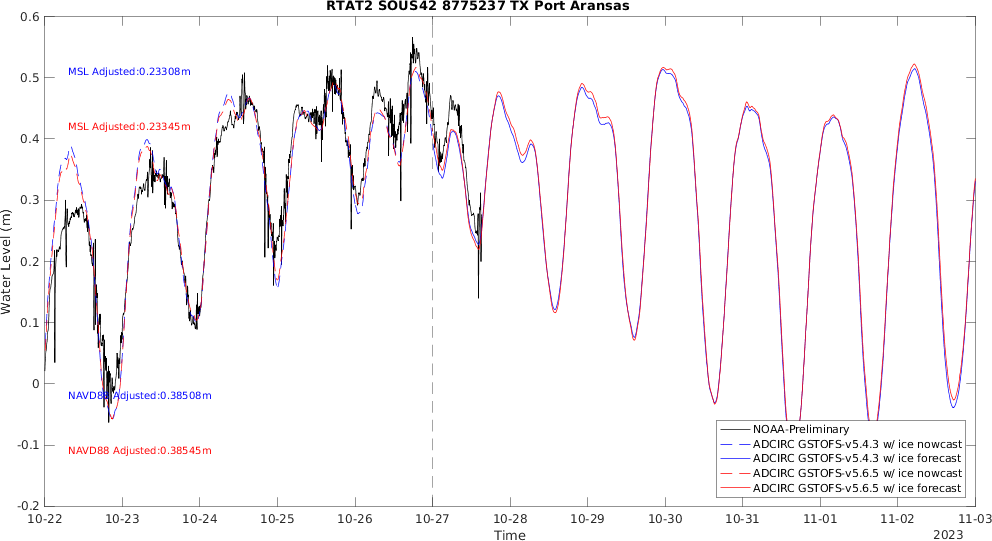 RTAT2 SOUS42 8775237 TX Port Aransas
0.6
0.5
0.4
0.3
0.2
0.1
0
-0.1
-0.2
Water Level (m)
MSL Adjusted:0.23308m
MSL Adjusted:0.23345m
NAVD88 Adjusted:0.38508m
NAVD88 Adjusted:0.38545m
NOAA-Preliminary
ADCIRC GSTOFS-v5.4.3 w/ ice nowcast
ADCIRC GSTOFS-v5.4.3 w/ ice forecast
ADCIRC GSTOFS-v5.6.5 w/ ice nowcast
ADCIRC GSTOFS-v5.6.5 w/ ice forecast
10-22 10-23 10-24 10-25 10-26 10-27 10-28 10-29 10-30 10-31 11-01 11-02 11-03
Time
2023